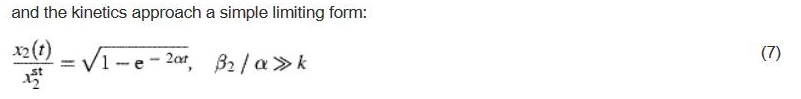 and the kinetics approach a simple limiting form:
x₂(t) / x₂ˢᵗ = √(1 − e^(− 2αt)), β₂ / α ≫ k (7)